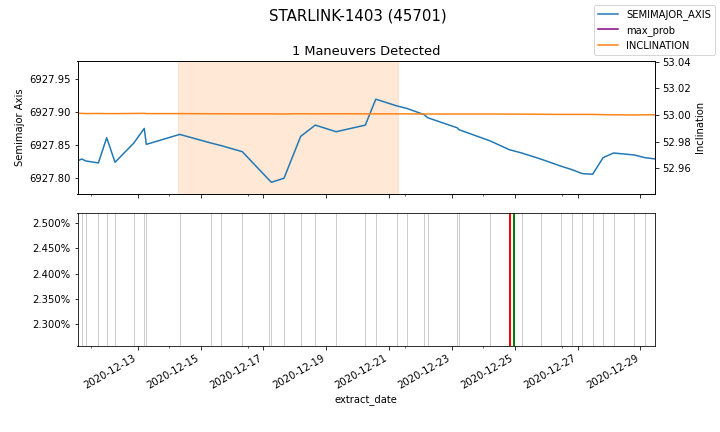 STARLINK-1403 (45701)
SEMIMAJOR_AXIS
max_prob
INCLINATION
1 Maneuvers Detected
6927.95
6927.90
6927.85
6927.80
Semimajor Axis
53.04
53.02
53.00
52.98
52.96
Inclination
2.500%
2.450%
2.400%
2.350%
2.300%
2020-12-13
2020-12-15
2020-12-17
2020-12-19
2020-12-21
2020-12-23
2020-12-25
2020-12-27
2020-12-29
extract_date